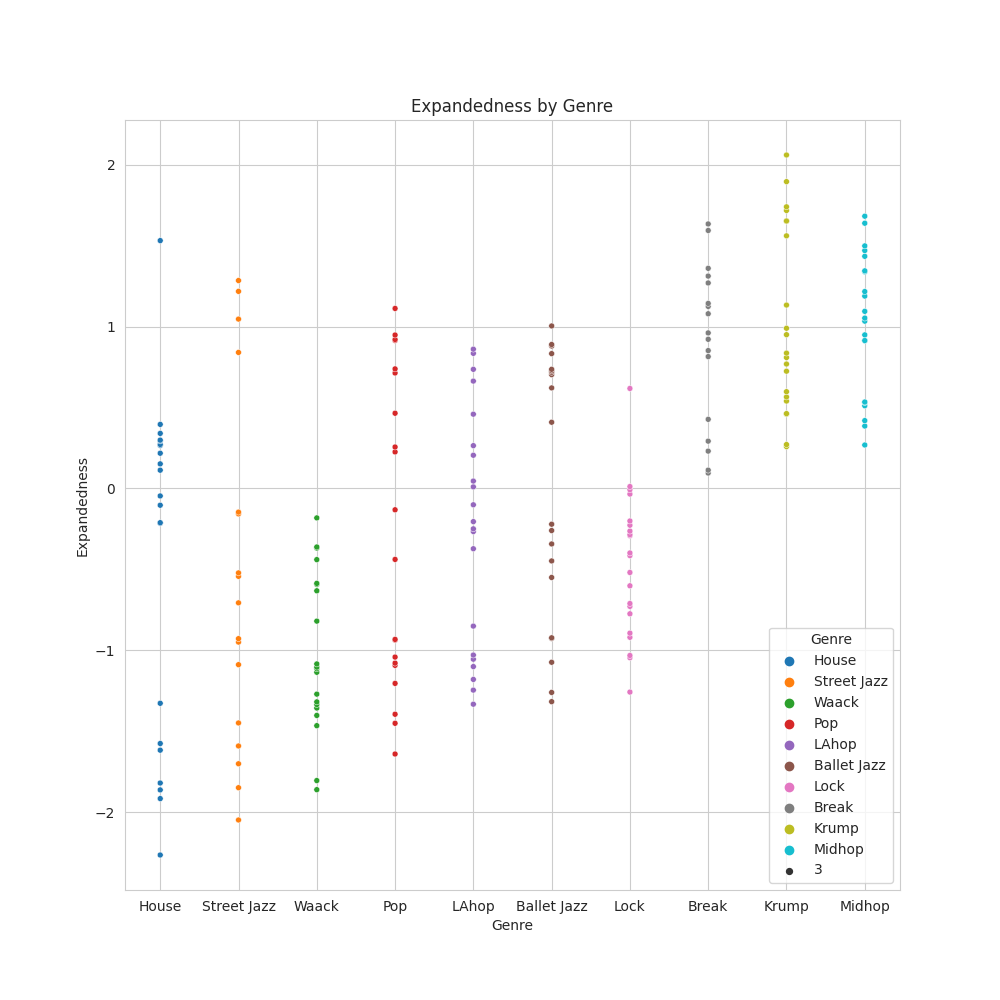 Expandedness by Genre
Expandedness
2
1
0
−1
−2
House Street Jazz Waack Pop LAhop Ballet Jazz Lock Break Krump Midhop
Genre
Genre
House
Street Jazz
Waack
Pop
LAhop
Ballet Jazz
Lock
Break
Krump
Midhop
3